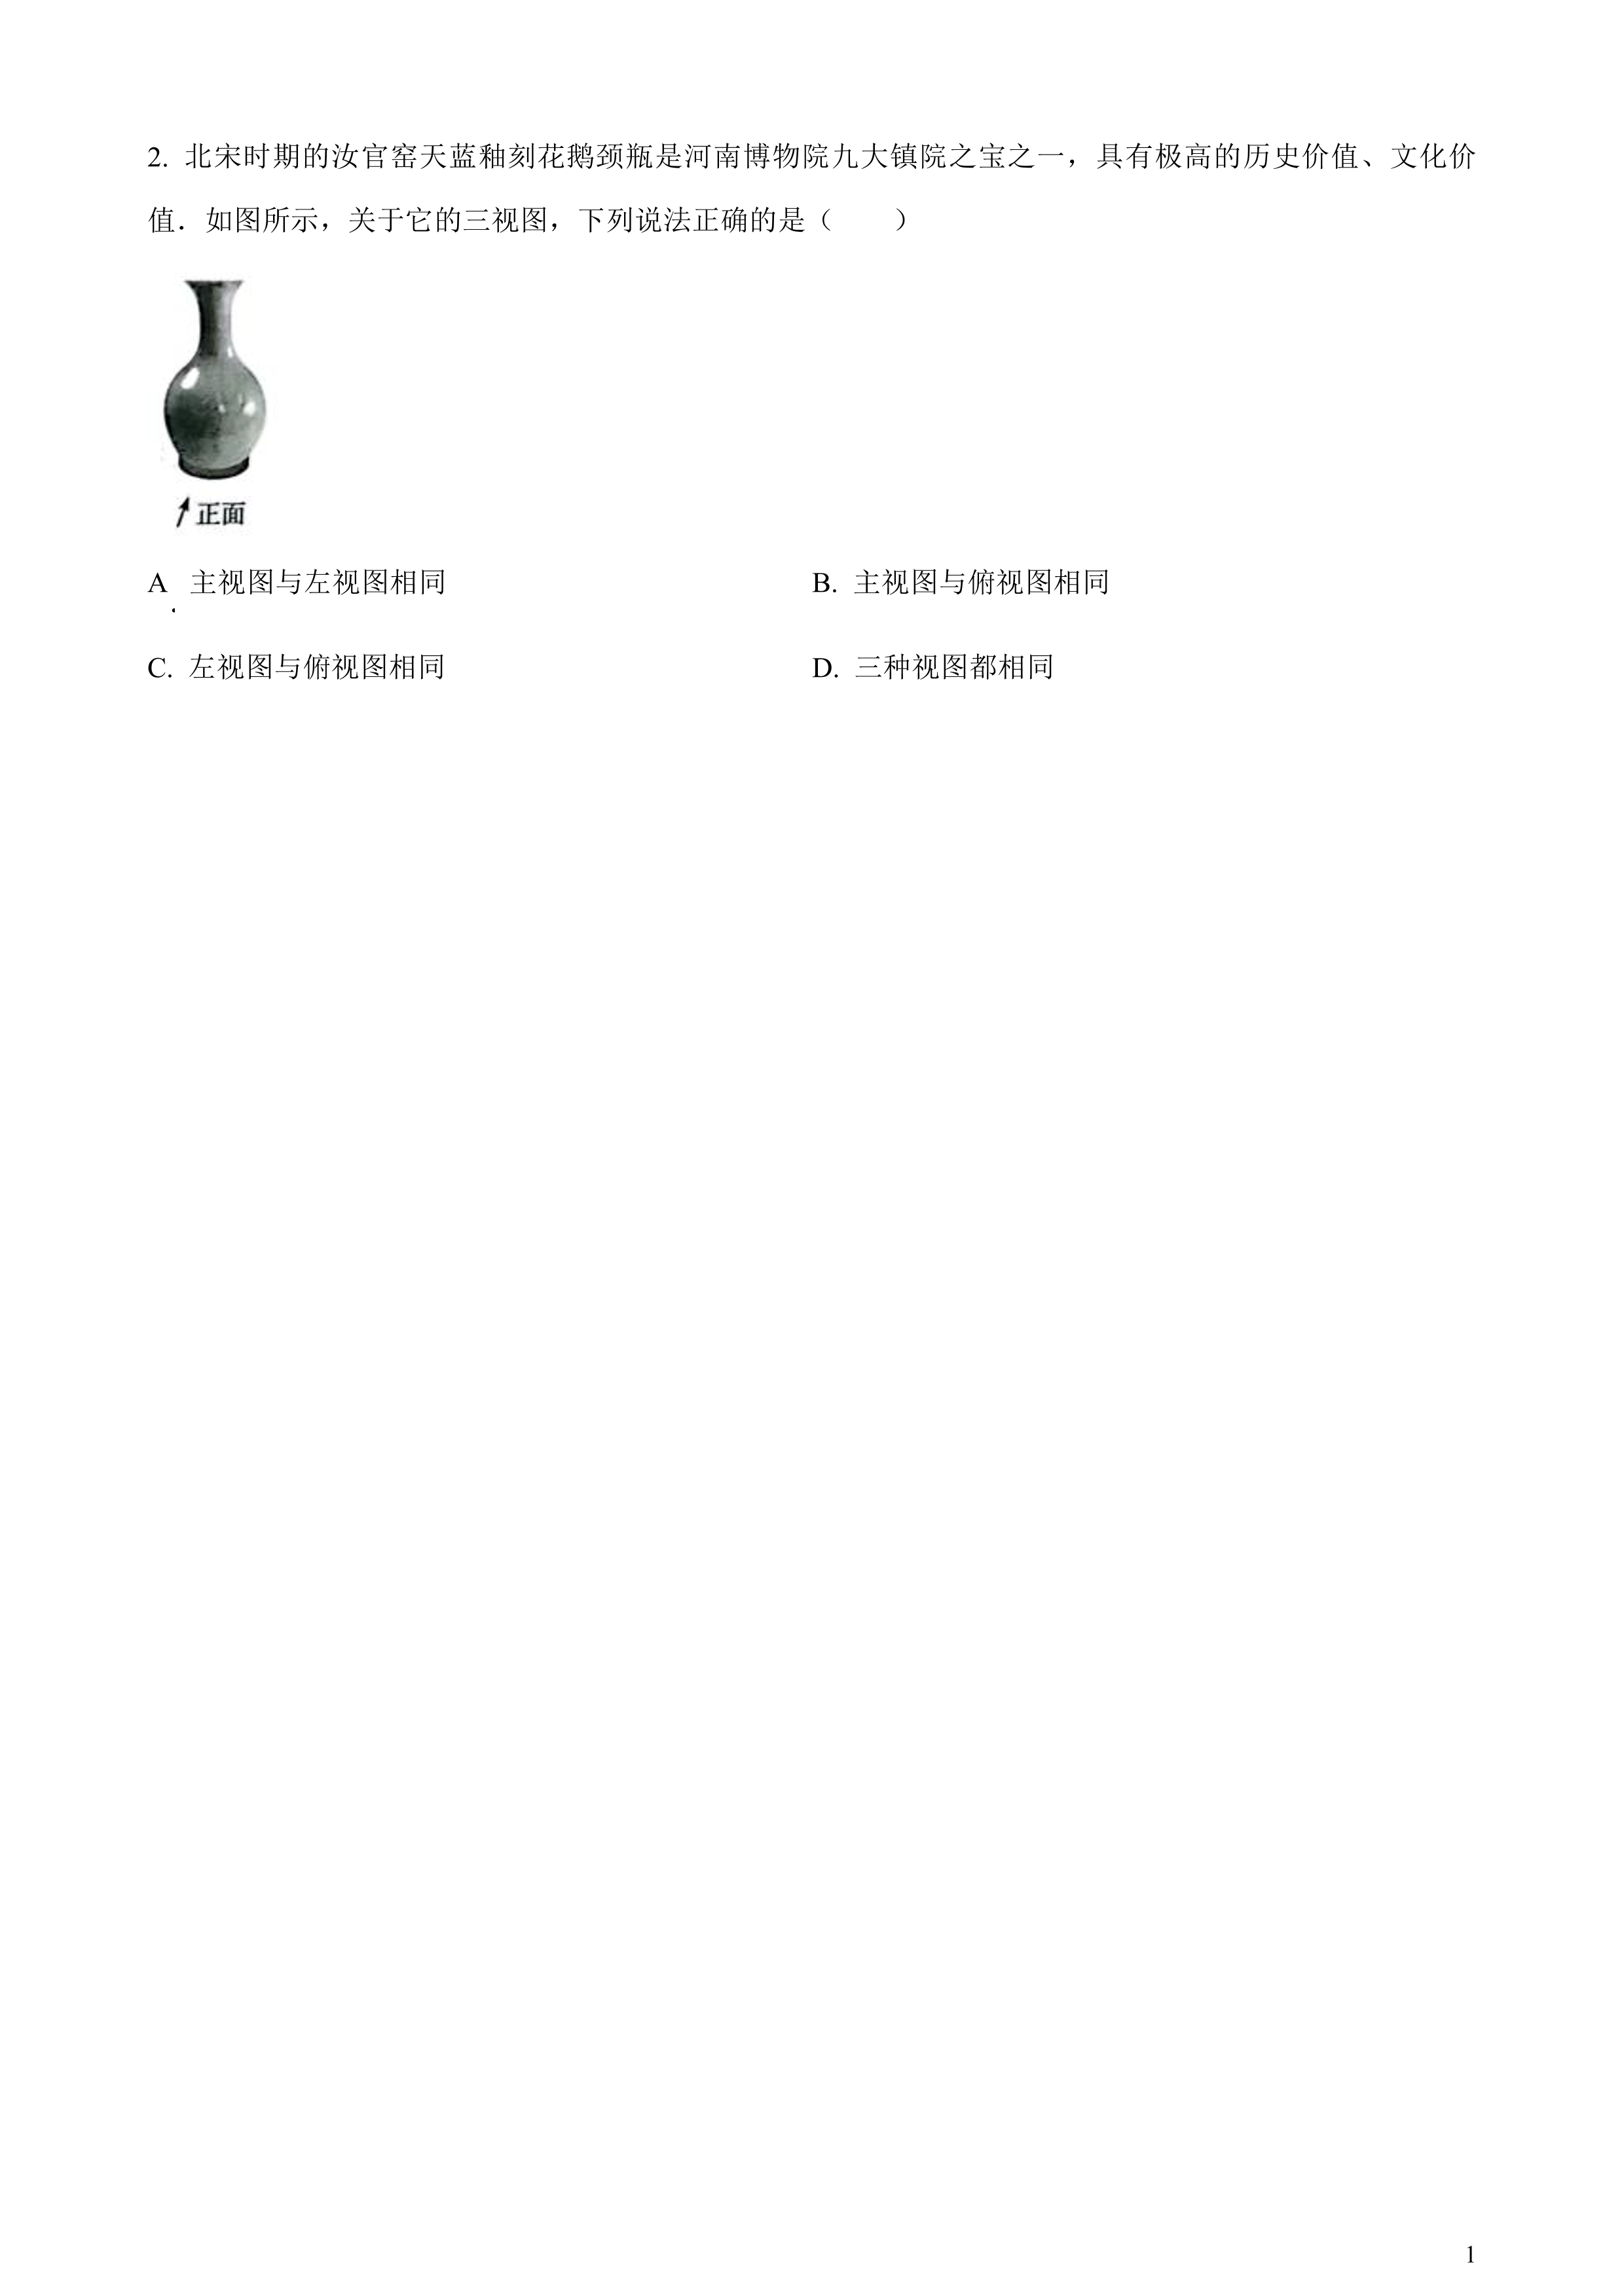 2. 北宋时期的汝官窑天蓝釉刻花鹅颈瓶是河南博物院九大镇院之宝之一，具有极高的历史价值、文化价
值．如图所示，关于它的三视图，下列说法正确的是（　　）
正面
A． 主视图与左视图相同 B. 主视图与俯视图相同
C. 左视图与俯视图相同 D. 三种视图都相同
1